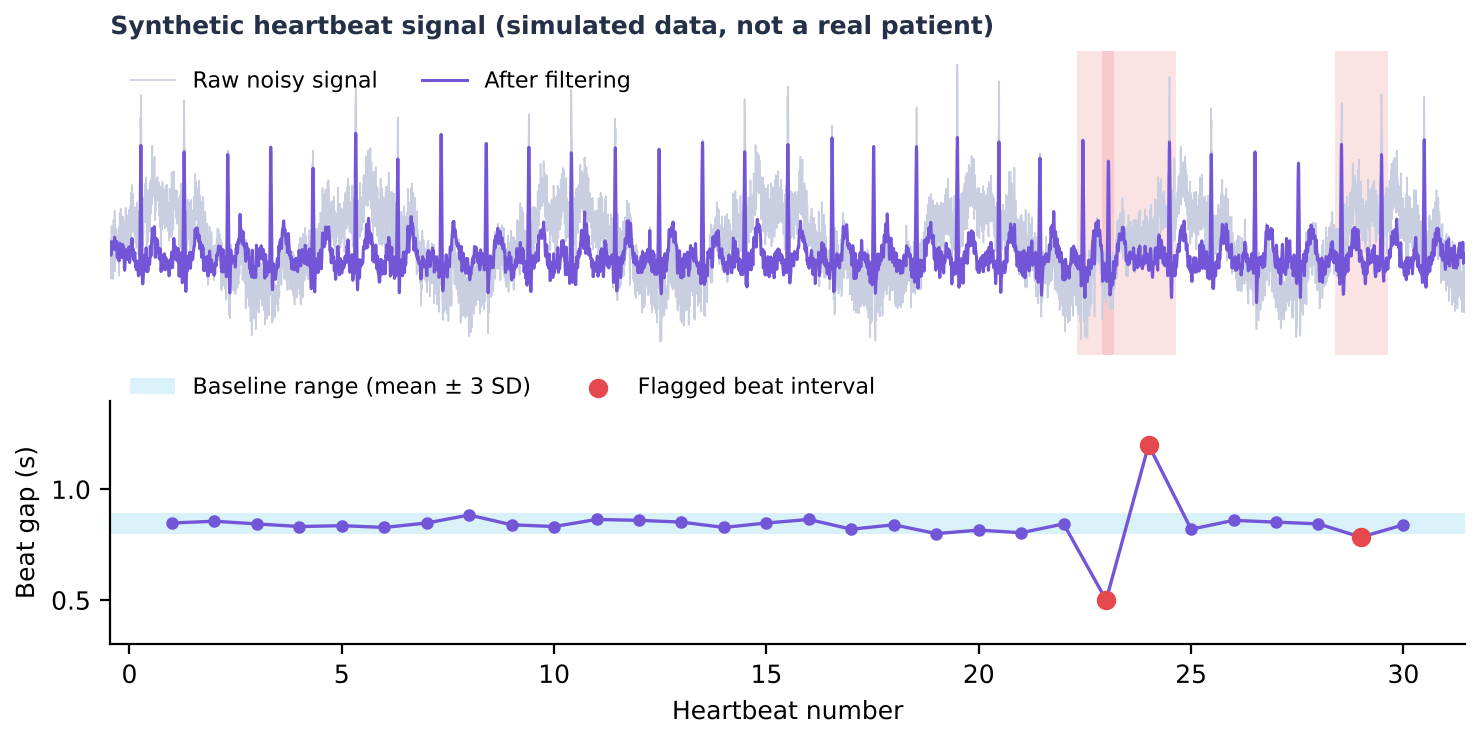 Synthetic heartbeat signal (simulated data, not a real patient)
Raw noisy signal After filtering
Baseline range (mean ± 3 SD) Flagged beat interval
Beat gap (s)
1.0
0.5
0 5 10 15 20 25 30
Heartbeat number